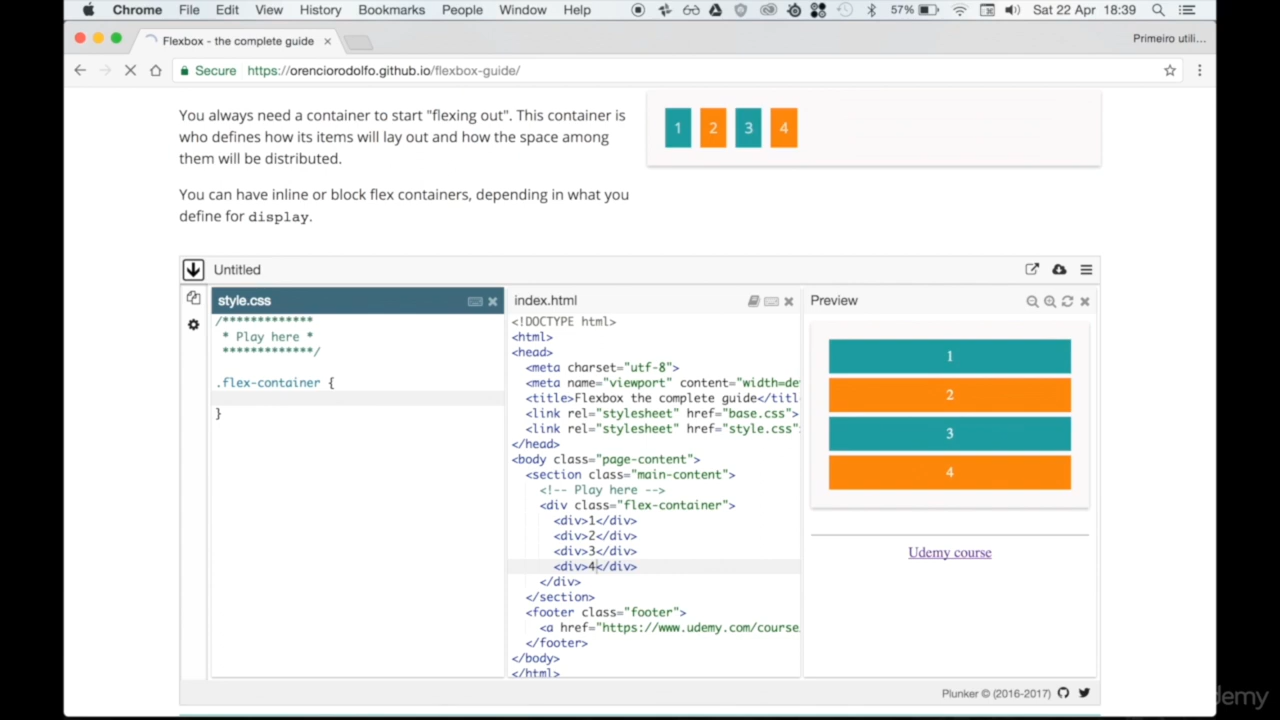 Chrome File Edit View History Bookmarks People Window Help 57% Sat 22 Apr 18:39
Flexbox - the complete guide × Primeiro utili...
Secure https://orenciorodolfo.github.io/flexbox-guide/
You always need a container to start "flexing out". This container is
who defines how its items will lay out and how the space among
them will be distributed.
You can have inline or block flex containers, depending in what you
define for display.
1 2 3 4
Untitled
style.css
/*************
* Play here *
*************/
.flex-container {
}
index.html
<!DOCTYPE html>
<html>
<head>
<meta charset="utf-8">
<meta name="viewport" content="width=de
<title>Flexbox the complete guide</titl
<link rel="stylesheet" href="base.css">
<link rel="stylesheet" href="style.css"
</head>
<body class="page-content">
<section class="main-content">
<!-- Play here -->
<div class="flex-container">
<div>1</div>
<div>2</div>
<div>3</div>
<div>4</div>
</div>
</section>
<footer class="footer">
<a href="https://www.udemy.com/course
</footer>
</body>
</html>
Preview
1
2
3
4
Udemy course
Plunker © (2016-2017)
demy